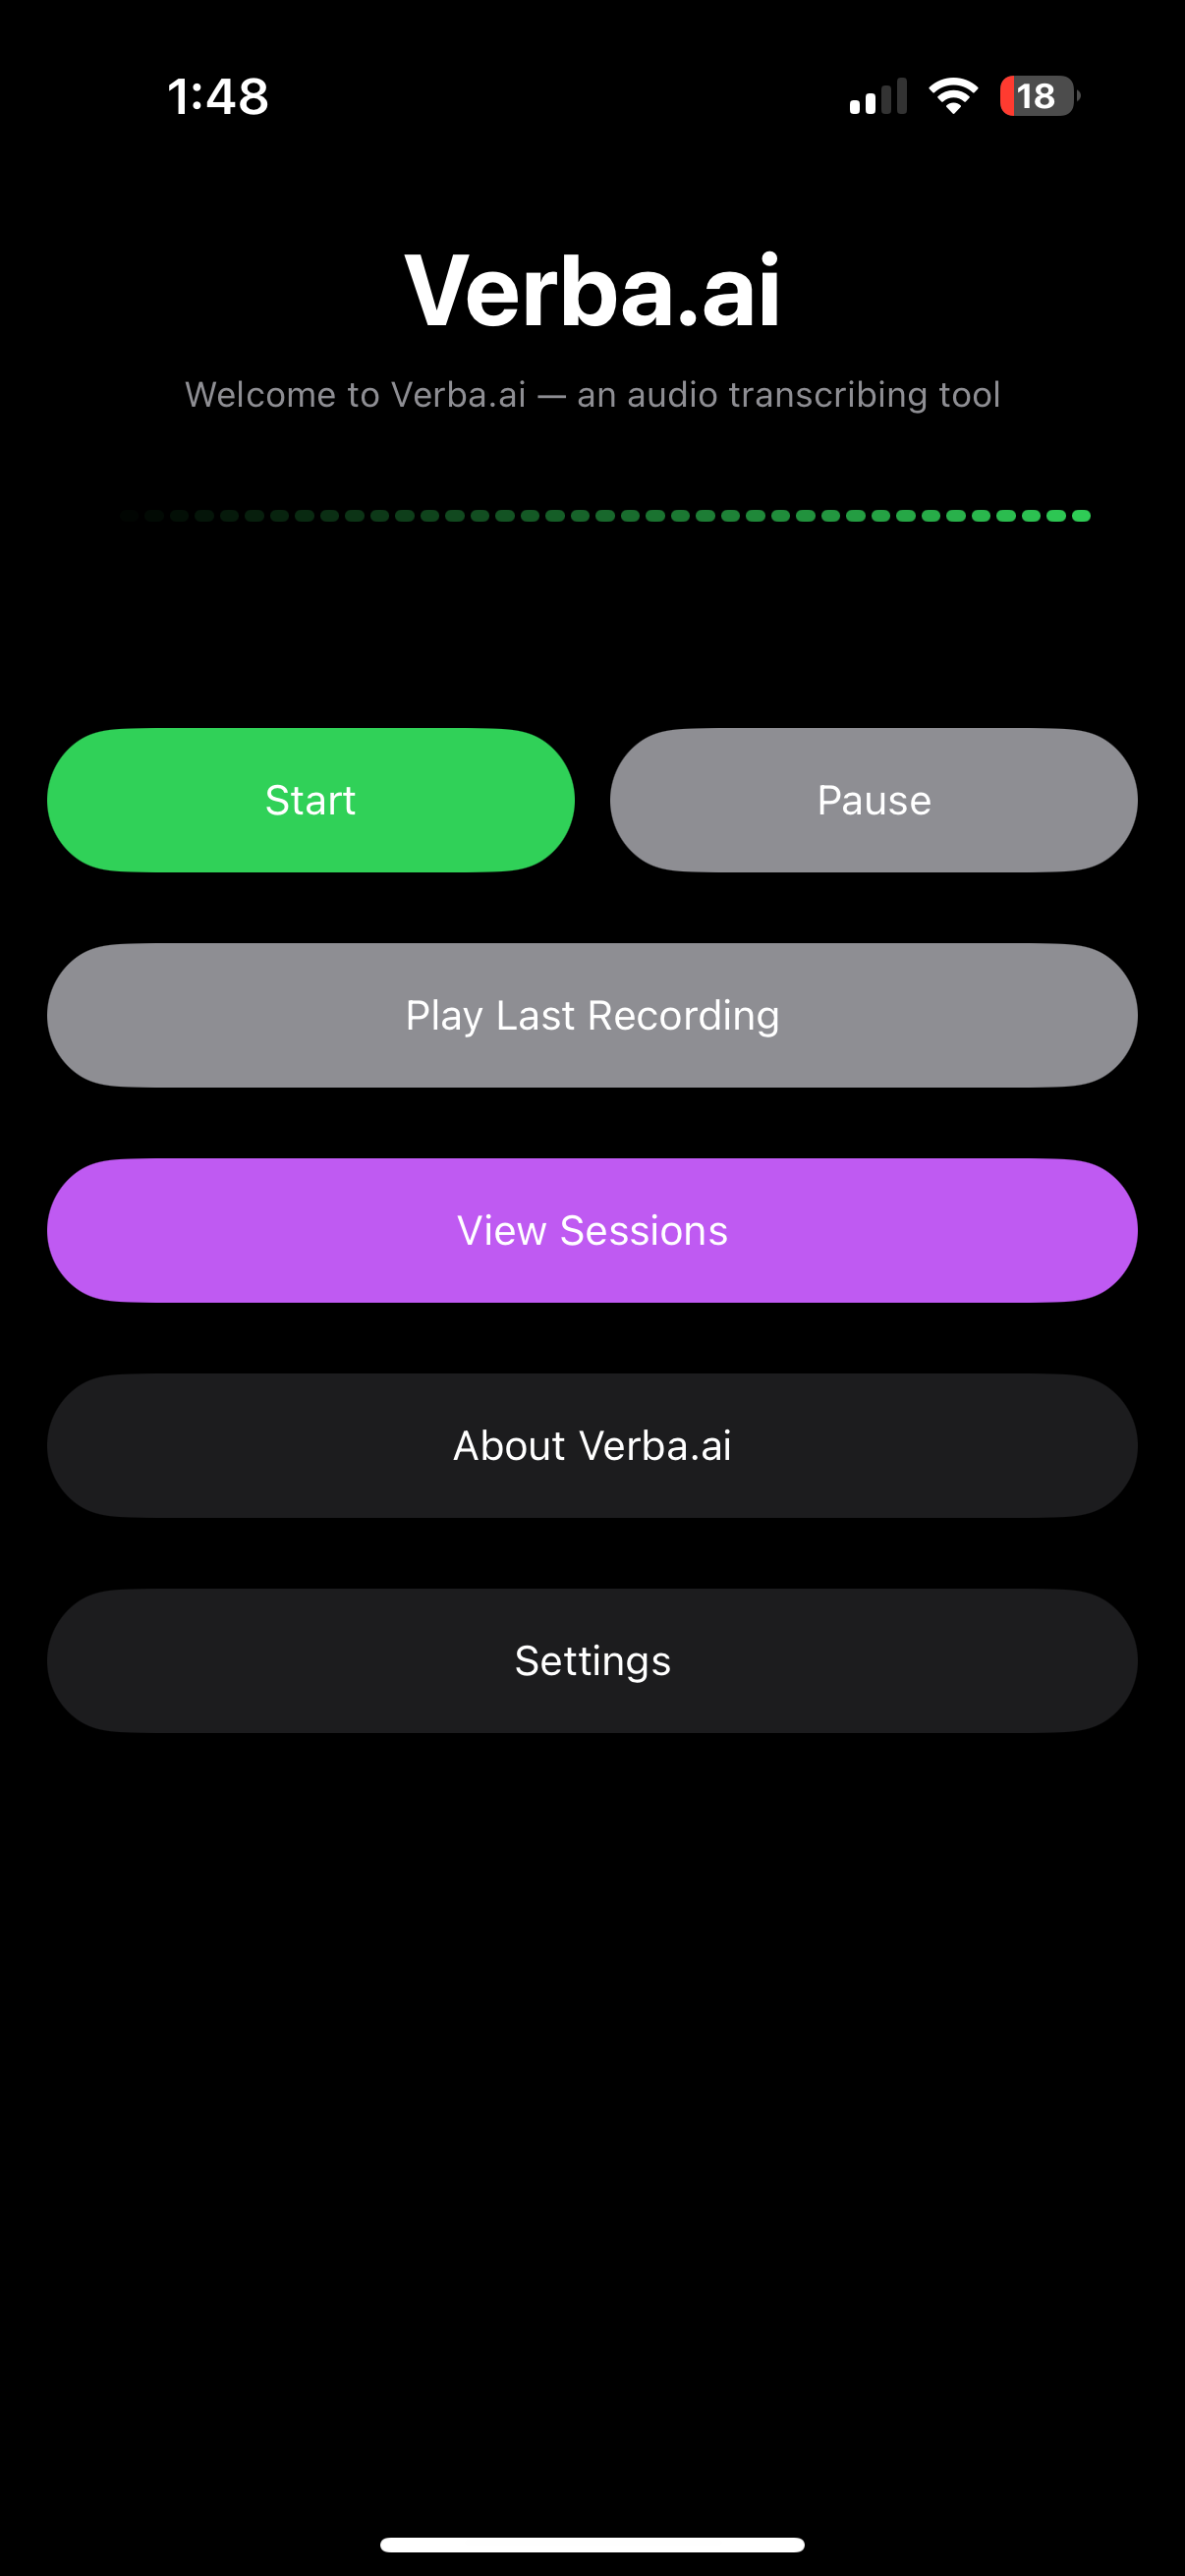 1:48
18
Verba.ai
Welcome to Verba.ai — an audio transcribing tool
Start
Pause
Play Last Recording
View Sessions
About Verba.ai
Settings